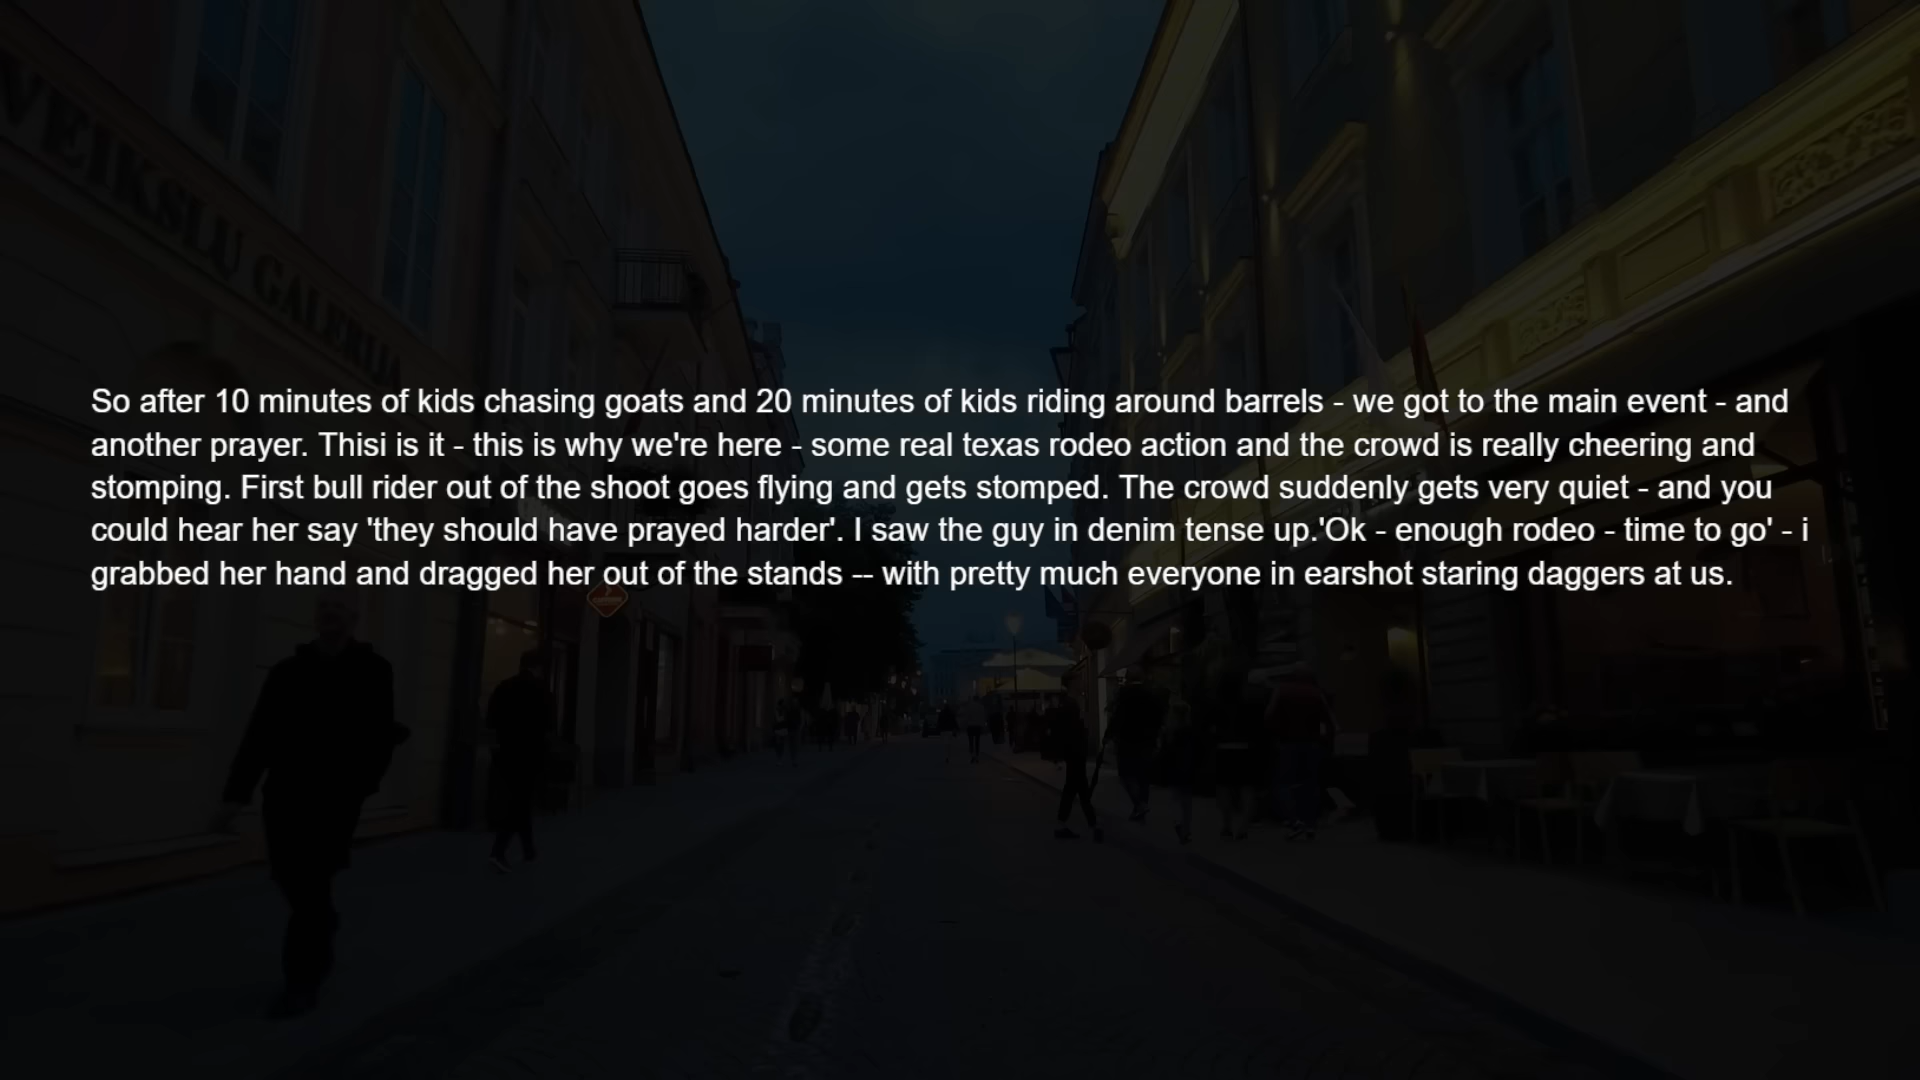 VEIKSLŲ GALERIJA
So after 10 minutes of kids chasing goats and 20 minutes of kids riding around barrels - we got to the main event - and
another prayer. Thisi is it - this is why we're here - some real texas rodeo action and the crowd is really cheering and
stomping. First bull rider out of the shoot goes flying and gets stomped. The crowd suddenly gets very quiet - and you
could hear her say 'they should have prayed harder'. I saw the guy in denim tense up.'Ok - enough rodeo - time to go' - i
grabbed her hand and dragged her out of the stands -- with pretty much everyone in earshot staring daggers at us.